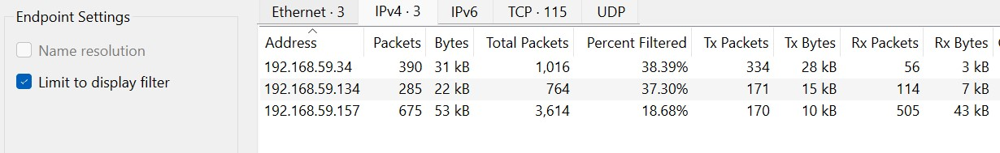 Endpoint Settings
Name resolution
Limit to display filter
Ethernet · 3 IPv4 · 3 IPv6 TCP · 115 UDP
Address Packets Bytes Total Packets Percent Filtered Tx Packets Tx Bytes Rx Packets Rx Bytes
192.168.59.34 390 31 kB 1,016 38.39% 334 28 kB 56 3 kB
192.168.59.134 285 22 kB 764 37.30% 171 15 kB 114 7 kB
192.168.59.157 675 53 kB 3,614 18.68% 170 10 kB 505 43 kB